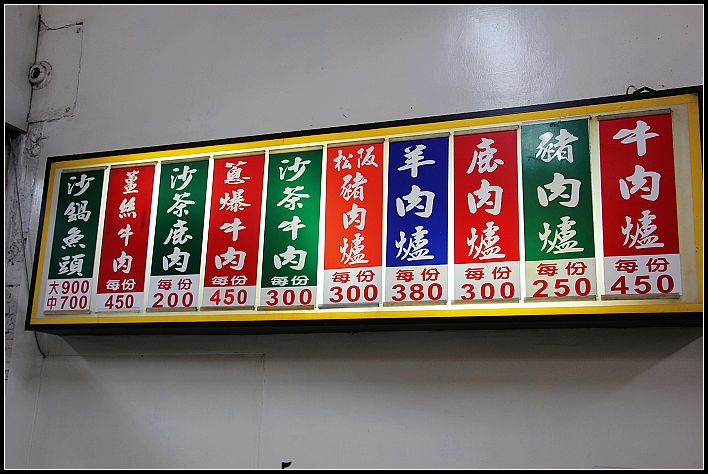 牛肉爐
每份
450
豬肉爐
每份
250
鹿肉爐
每份
300
羊肉爐
每份
380
松阪
豬肉爐
每份
300
沙茶牛肉
每份
300
蔥爆牛肉
每份
450
沙茶鹿肉
每份
200
薑絲牛肉
每份
450
沙鍋魚頭
大900
中700